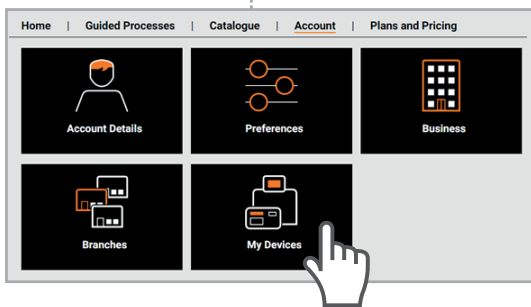 Home | Guided Processes | Catalogue | Account | Plans and Pricing
Account Details
Preferences
Business
Branches
My Devices